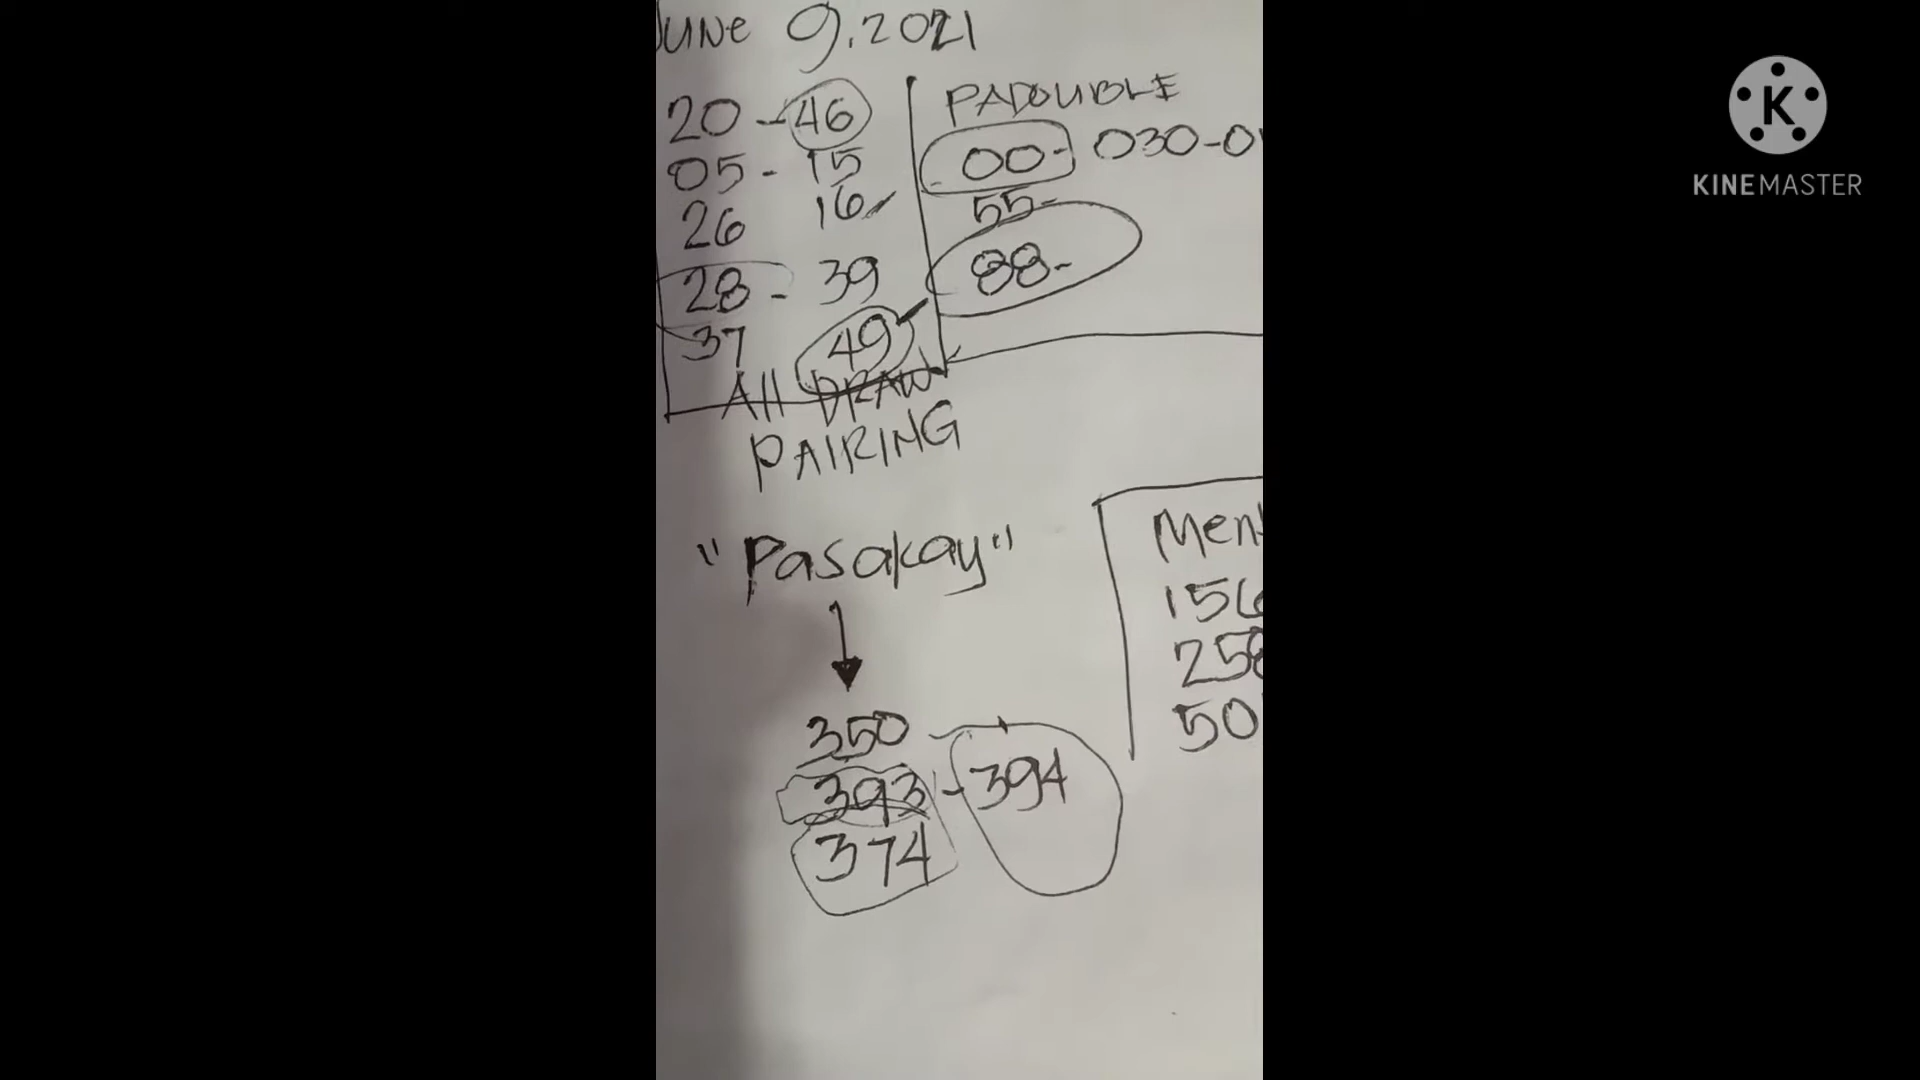 June 9, 2021
20 - 46
05 - 15
26 16
28 - 39
37 49
All DRAW
PAIRING
PADOUBLE
00 - 030 - 0
55 -
88 -
"Pasakay"
350
393 - 394
374
Ment
156
258
50
KINEMASTER